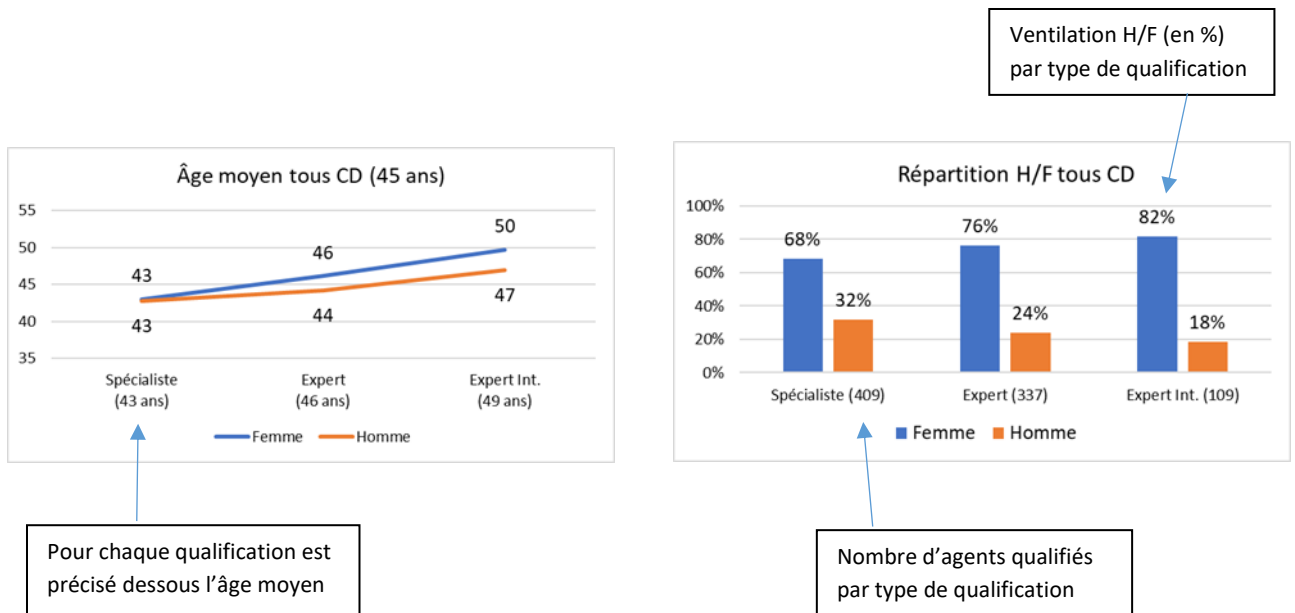 Ventilation H/F (en %)
par type de qualification
Âge moyen tous CD (45 ans)
55
50
45
40
35
43
46
50
43
44
47
Spécialiste
(43 ans)
Expert
(46 ans)
Expert Int.
(49 ans)
Femme
Homme
Répartition H/F tous CD
100%
80%
60%
40%
20%
0%
68%
32%
76%
24%
82%
18%
Spécialiste (409)
Expert (337)
Expert Int. (109)
Femme
Homme
Pour chaque qualification est
précisé dessous l’âge moyen
Nombre d’agents qualifiés
par type de qualification